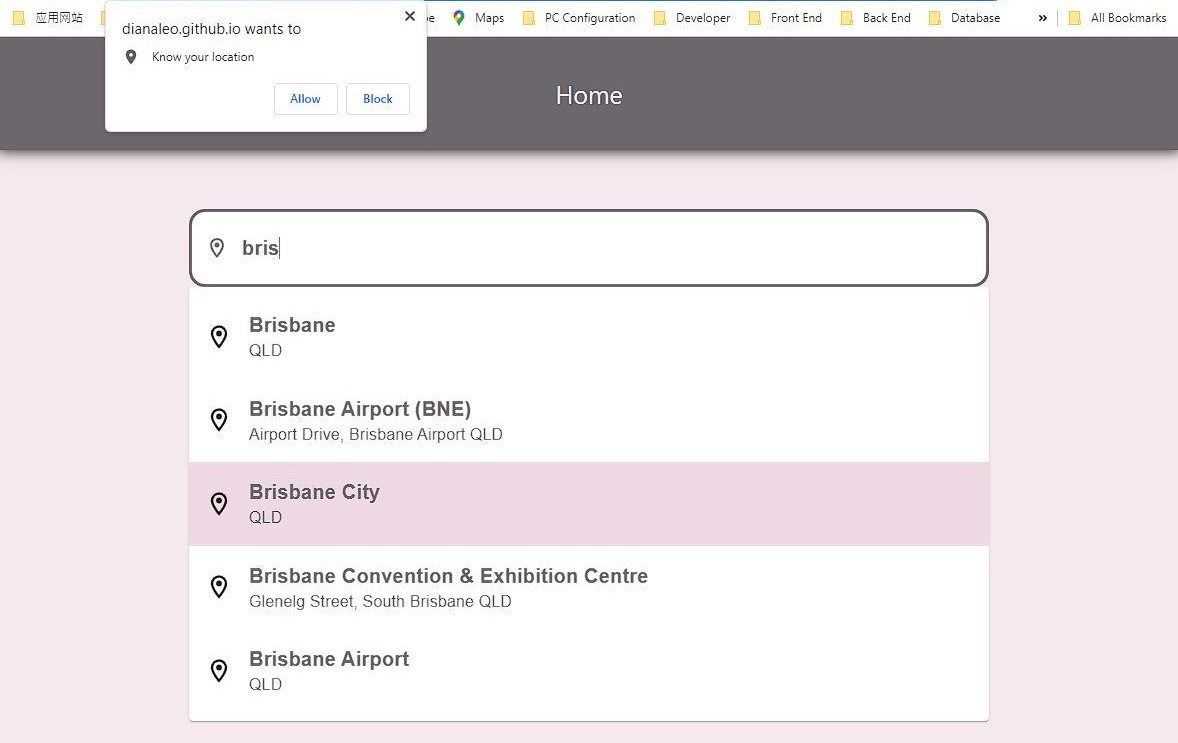 应用网站
Maps
PC Configuration
Developer
Front End
Back End
Database
»
All Bookmarks
dianaleo.github.io wants to
Know your location
Allow
Block
Home
bris
Brisbane
QLD
Brisbane Airport (BNE)
Airport Drive, Brisbane Airport QLD
Brisbane City
QLD
Brisbane Convention & Exhibition Centre
Glenelg Street, South Brisbane QLD
Brisbane Airport
QLD